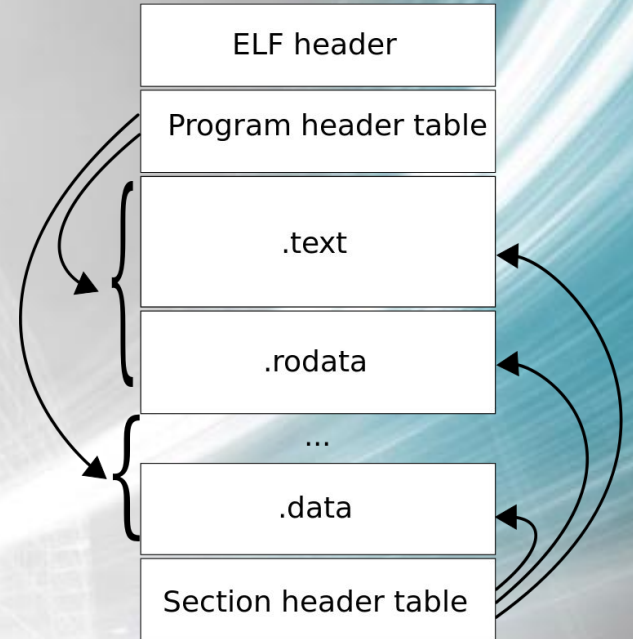 ELF header
Program header table
.text
.rodata
...
.data
Section header table